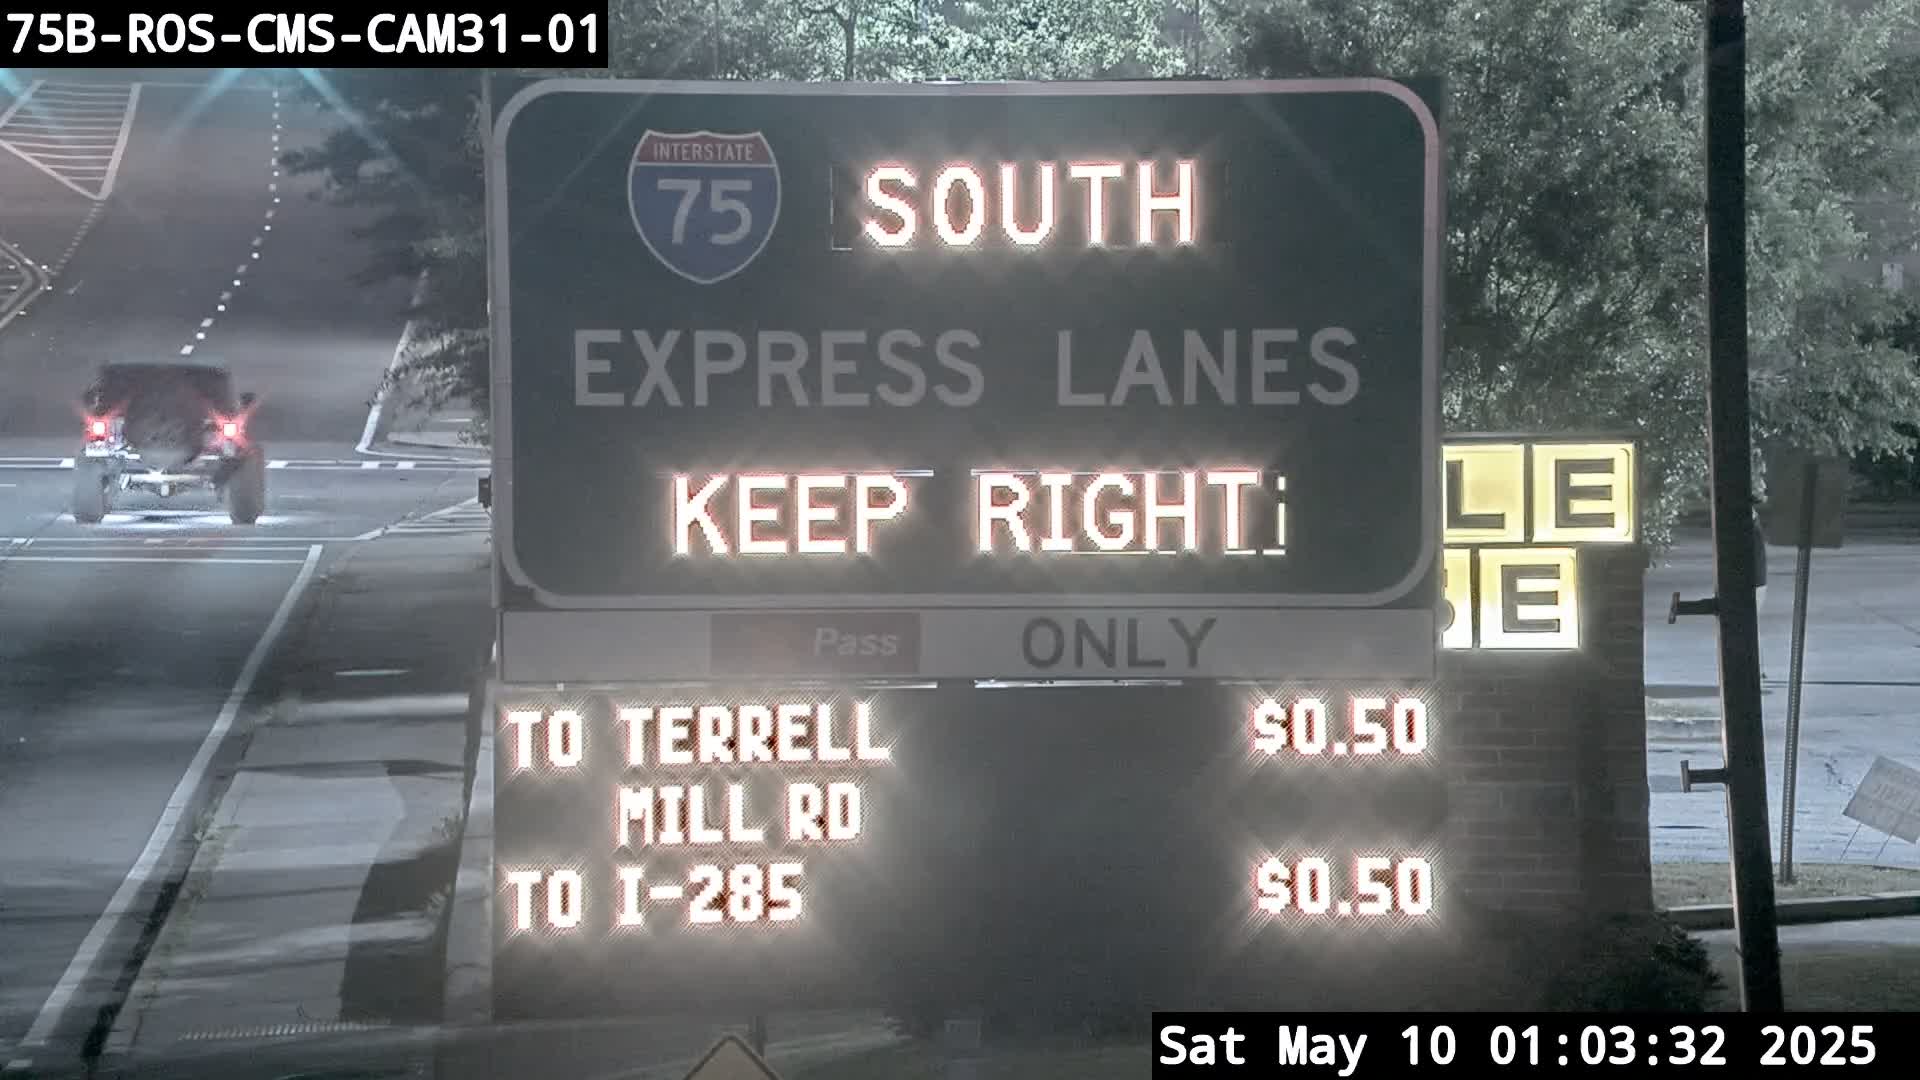 75B-ROS-CMS-CAM31-01
INTERSTATE
75
SOUTH
EXPRESS LANES
KEEP RIGHT
Pass ONLY
TO TERRELL $0.50
MILL RD
TO I-285 $0.50
LE
E
Sat May 10 01:03:32 2025